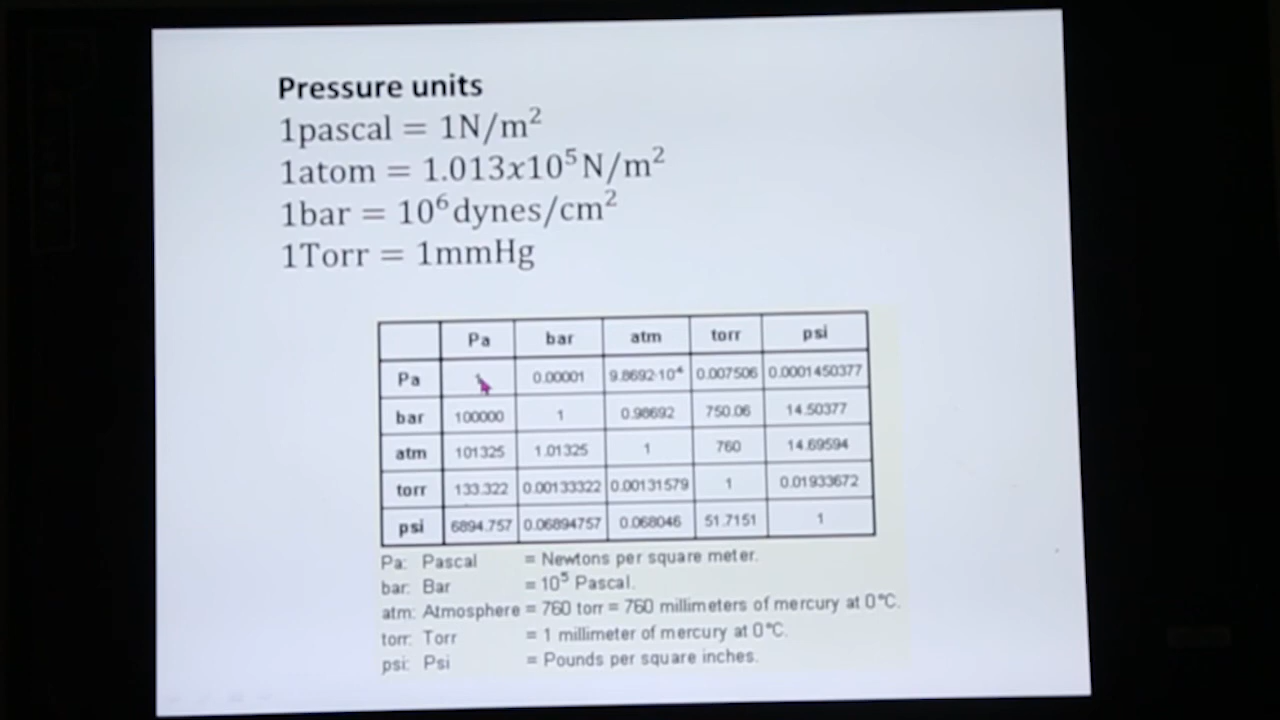 Pressure units
1pascal = 1N/m²
1atom = 1.013x10⁵N/m²
1bar = 10⁶dynes/cm²
1Torr = 1mmHg
Pa bar atm torr psi
Pa 1 0.00001 9.8692·10⁻⁶ 0.007506 0.0001450377
bar 100000 1 0.98692 750.06 14.50377
atm 101325 1.01325 1 760 14.69594
torr 133.322 0.00133322 0.00131579 1 0.01933672
psi 6894.757 0.06894757 0.068046 51.7151 1
Pa: Pascal = Newtons per square meter.
bar: Bar = 10⁵ Pascal.
atm: Atmosphere = 760 torr = 760 millimeters of mercury at 0°C.
torr: Torr = 1 millimeter of mercury at 0°C.
psi: Psi = Pounds per square inches.